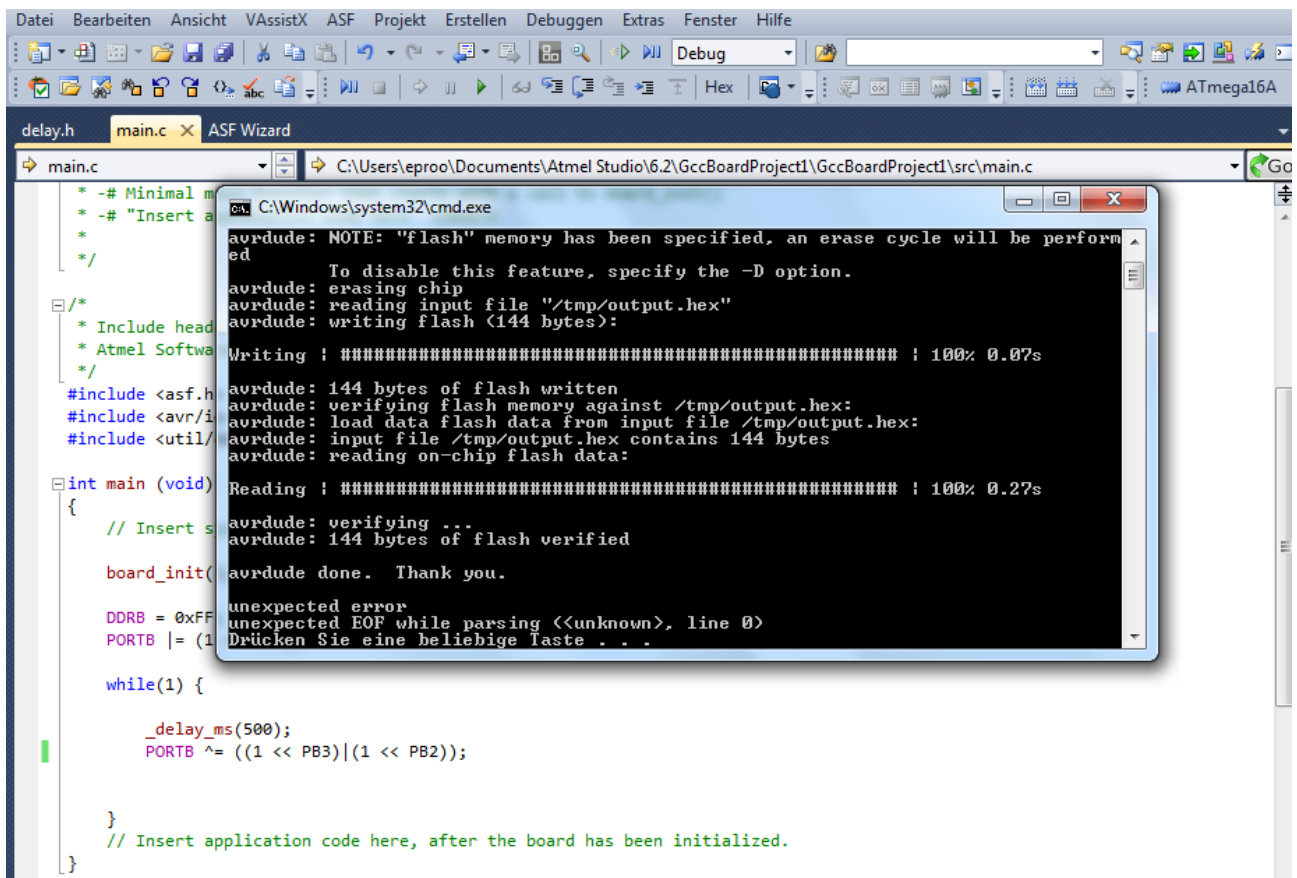 Datei Bearbeiten Ansicht VAssistX ASF Projekt Erstellen Debuggen Extras Fenster Hilfe
Debug
Hex ATmega16A
delay.h main.c ASF Wizard
main.c C:\Users\eproo\Documents\Atmel Studio\6.2\GccBoardProject1\GccBoardProject1\src\main.c Go
* -# Minimal m
* -# "Insert a
*
*/
/*
* Include head
* Atmel Softwa
*/
#include <asf.h
#include <avr/i
#include <util/
int main (void)
{
// Insert s
board_init(
DDRB = 0xFF
PORTB |= (1
while(1) {
_delay_ms(500);
PORTB ^= ((1 << PB3)|(1 << PB2));
}
// Insert application code here, after the board has been initialized.
}
C:\Windows\system32\cmd.exe
avrdude: NOTE: "flash" memory has been specified, an erase cycle will be perform
ed
To disable this feature, specify the -D option.
avrdude: erasing chip
avrdude: reading input file "/tmp/output.hex"
avrdude: writing flash (144 bytes):
Writing | ################################################## | 100% 0.07s
avrdude: 144 bytes of flash written
avrdude: verifying flash memory against /tmp/output.hex:
avrdude: load data flash data from input file /tmp/output.hex:
avrdude: input file /tmp/output.hex contains 144 bytes
avrdude: reading on-chip flash data:
Reading | ################################################## | 100% 0.27s
avrdude: verifying ...
avrdude: 144 bytes of flash verified
avrdude done.  Thank you.
unexpected error
unexpected EOF while parsing (<unknown>, line 0)
Drücken Sie eine beliebige Taste . . .